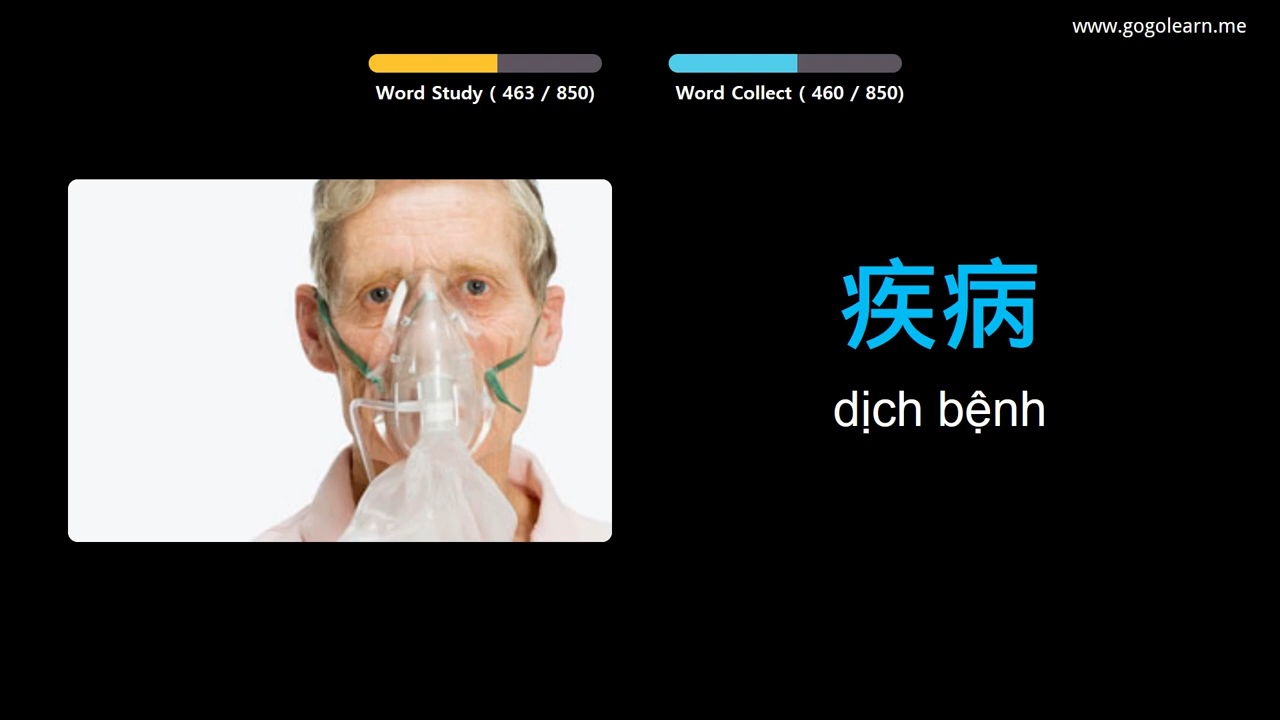 www.gogolearn.me
Word Study ( 463 / 850)
Word Collect ( 460 / 850)
疾病
dịch bệnh